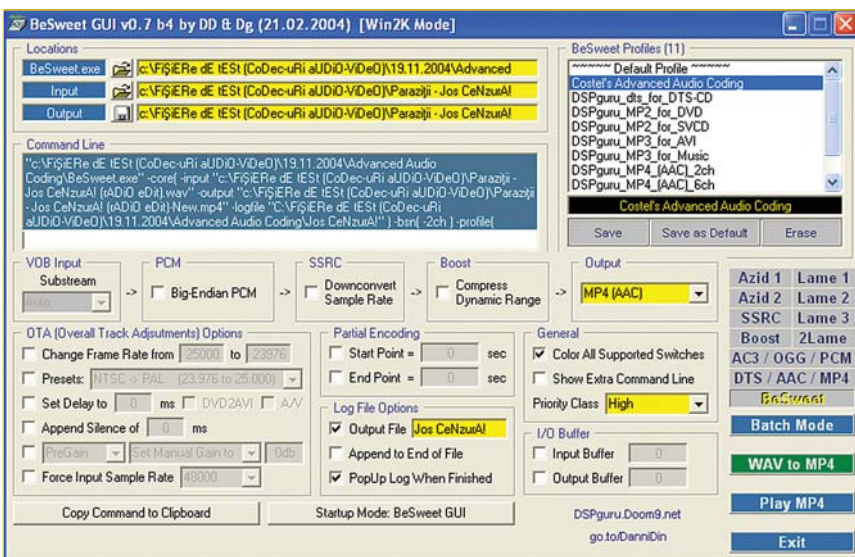 BeSweet GUI v0.7 b4 by DD & Dg (21.02.2004) [Win2K Mode]
Locations
BeSweet.exe c:\FiŞiERe dE tESt (CoDec-uRi aUDiO-ViDeO)\19.11.2004\Advanced
Input c:\FiŞiERe dE tESt (CoDec-uRi aUDiO-ViDeO)\Paraziţii - Jos CeNzurA!
Output c:\FiŞiERe dE tESt (CoDec-uRi aUDiO-ViDeO)\Paraziţii - Jos CeNzurA!
Command Line
"c:\FiŞiERe dE tESt (CoDec-uRi aUDiO-ViDeO)\19.11.2004\Advanced Audio
Coding\BeSweet.exe" -core( -input "c:\FiŞiERe dE tESt (CoDec-uRi aUDiO-ViDeO)\Paraziţii -
Jos CeNzurA! (rADiO eDit).wav" -output "c:\FiŞiERe dE tESt (CoDec-uRi aUDiO-ViDeO)\Paraziţii
- Jos CeNzurA! (rADiO eDit)-New.mp4" -logfile "C:\FiŞiERe dE tESt (CoDec-uRi
aUDiO-ViDeO)\19.11.2004\Advanced Audio Coding\Jos CeNzurA!" ) -bsn( -2ch ) -profile(
BeSweet Profiles (11)
~~~~~ Default Profile ~~~~~
Costel's Advanced Audio Coding
DSPguru_dts_for_DTS-CD
DSPguru_MP2_for_DVD
DSPguru_MP2_for_SVCD
DSPguru_MP3_for_AVI
DSPguru_MP3_for_Music
DSPguru_MP4_(AAC)_2ch
DSPguru_MP4_(AAC)_6ch
Costel's Advanced Audio Coding
Save Save as Default Erase
VOB Input
Substream
Auto
->
PCM
Big-Endian PCM
->
SSRC
Downconvert
Sample Rate
->
Boost
Compress
Dynamic Range
->
Output
MP4 (AAC)
OTA (Overall Track Adjsutments) Options
Change Frame Rate from 25000 to 23976
Presets: NTSC -> PAL (23.976 to 25.000)
Set Delay to 0 ms DVD2AVI A/V
Append Silence of 0 ms
PreGain Set Manual Gain to 0db
Force Input Sample Rate 48000
Partial Encoding
Start Point = 0 sec
End Point = 0 sec
Log File Options
Output File Jos CeNzurA!
Append to End of File
PopUp Log When Finished
General
Color All Supported Switches
Show Extra Command Line
Priority Class High
I/O Buffer
Input Buffer 0
Output Buffer 0
Azid 1 Lame 1
Azid 2 Lame 2
SSRC Lame 3
Boost 2Lame
AC3 / OGG / PCM
DTS / AAC / MP4
BeSweet
Batch Mode
WAV to MP4
Play MP4
Exit
Copy Command to Clipboard Startup Mode: BeSweet GUI
DSPguru.Doom9.net
go.to/DanniDin